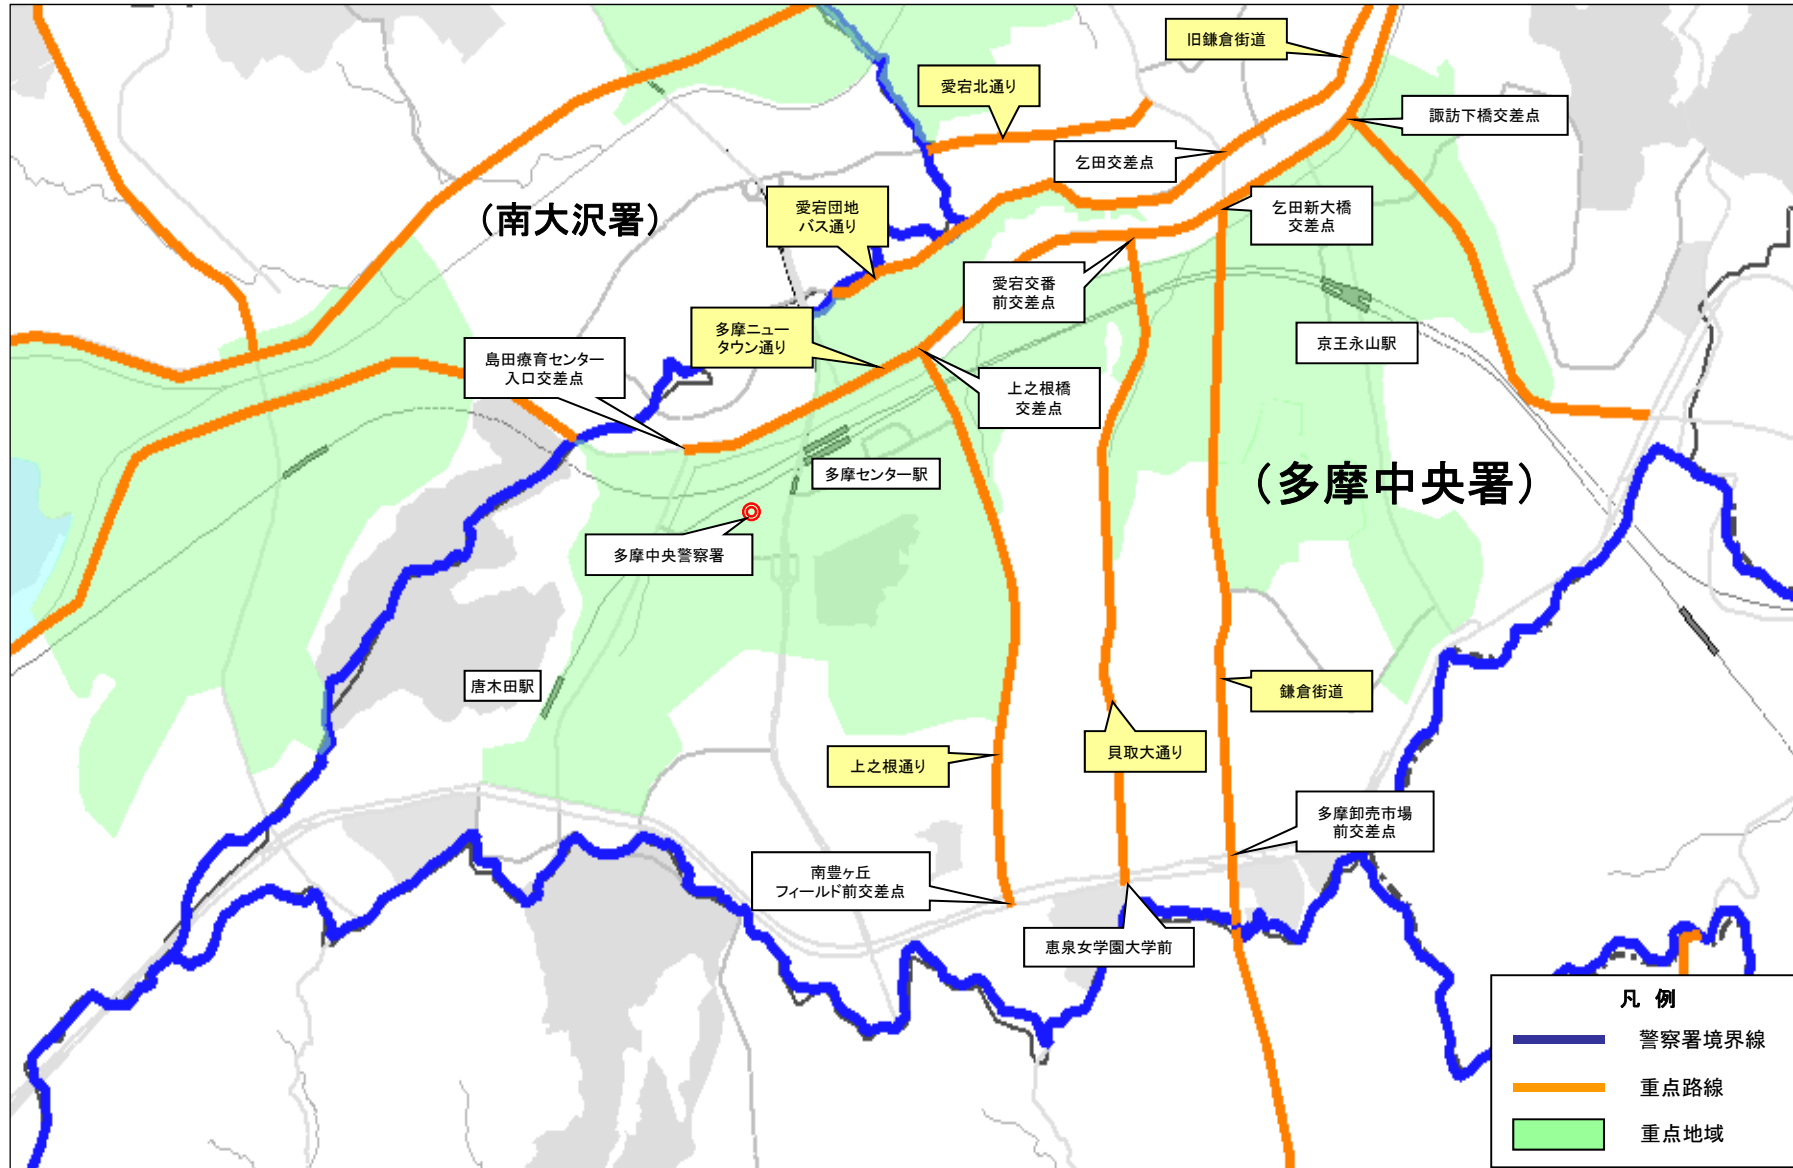 旧鎌倉街道
愛宕北通り
諏訪下橋交差点
乞田交差点
（南大沢署）
愛宕団地
バス通り
乞田新大橋
交差点
愛宕交番
前交差点
多摩ニュー
タウン通り
京王永山駅
島田療育センター
入口交差点
上之根橋
交差点
多摩センター駅
（多摩中央署）
多摩中央警察署
唐木田駅
鎌倉街道
上之根通り
貝取大通り
多摩卸売市場
前交差点
南豊ヶ丘
フィールド前交差点
恵泉女学園大学前
凡 例
警察署境界線
重点路線
重点地域